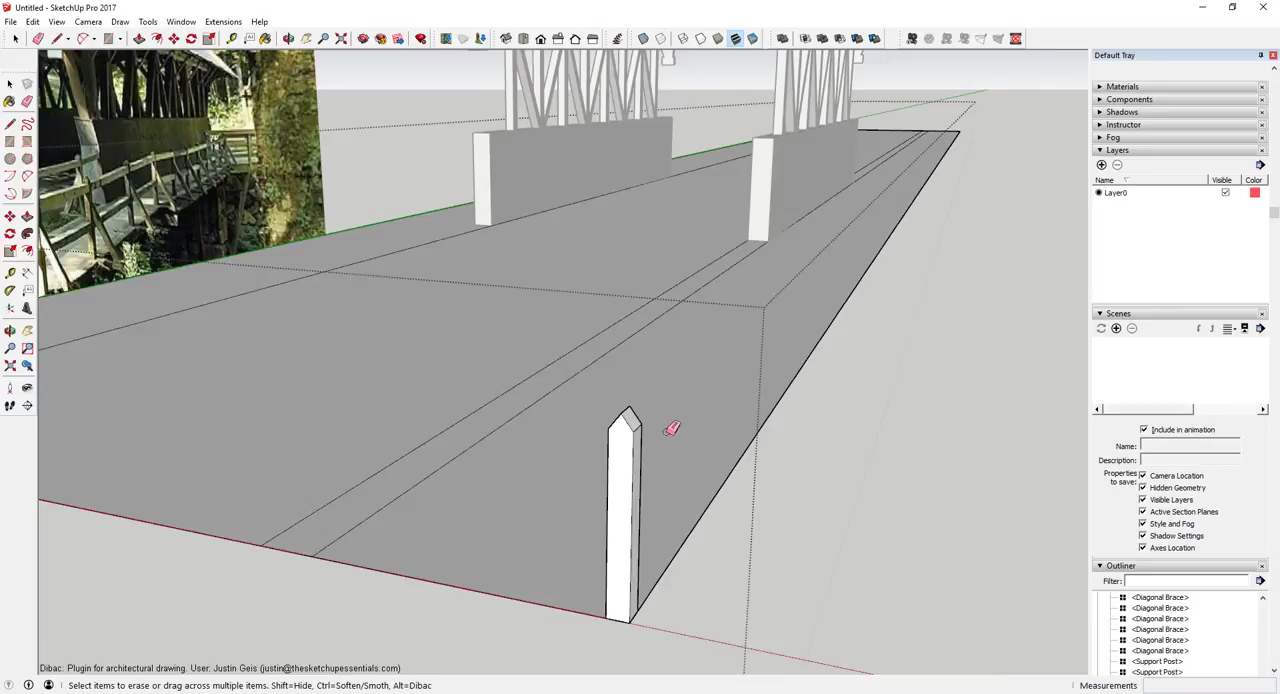 Untitled - SketchUp Pro 2017
File Edit View Camera Draw Tools Window Extensions Help
Default Tray
Materials
Components
Shadows
Instructor
Fog
Layers
Name Visible Color
Layer0
Scenes
Include in animation
Name:
Description:
Properties to save:
Camera Location
Hidden Geometry
Visible Layers
Active Section Planes
Style and Fog
Shadow Settings
Axes Location
Outliner
Filter:
<Diagonal Brace>
<Diagonal Brace>
<Diagonal Brace>
<Diagonal Brace>
<Diagonal Brace>
<Diagonal Brace>
<Support Post>
<Support Post>
Dibac: Plugin for architectural drawing. User: Justin Geis (justin@thesketchupessentials.com)
Select items to erase or drag across multiple items. Shift=Hide, Ctrl=Soften/Smoth, Alt=Dibac
Measurements